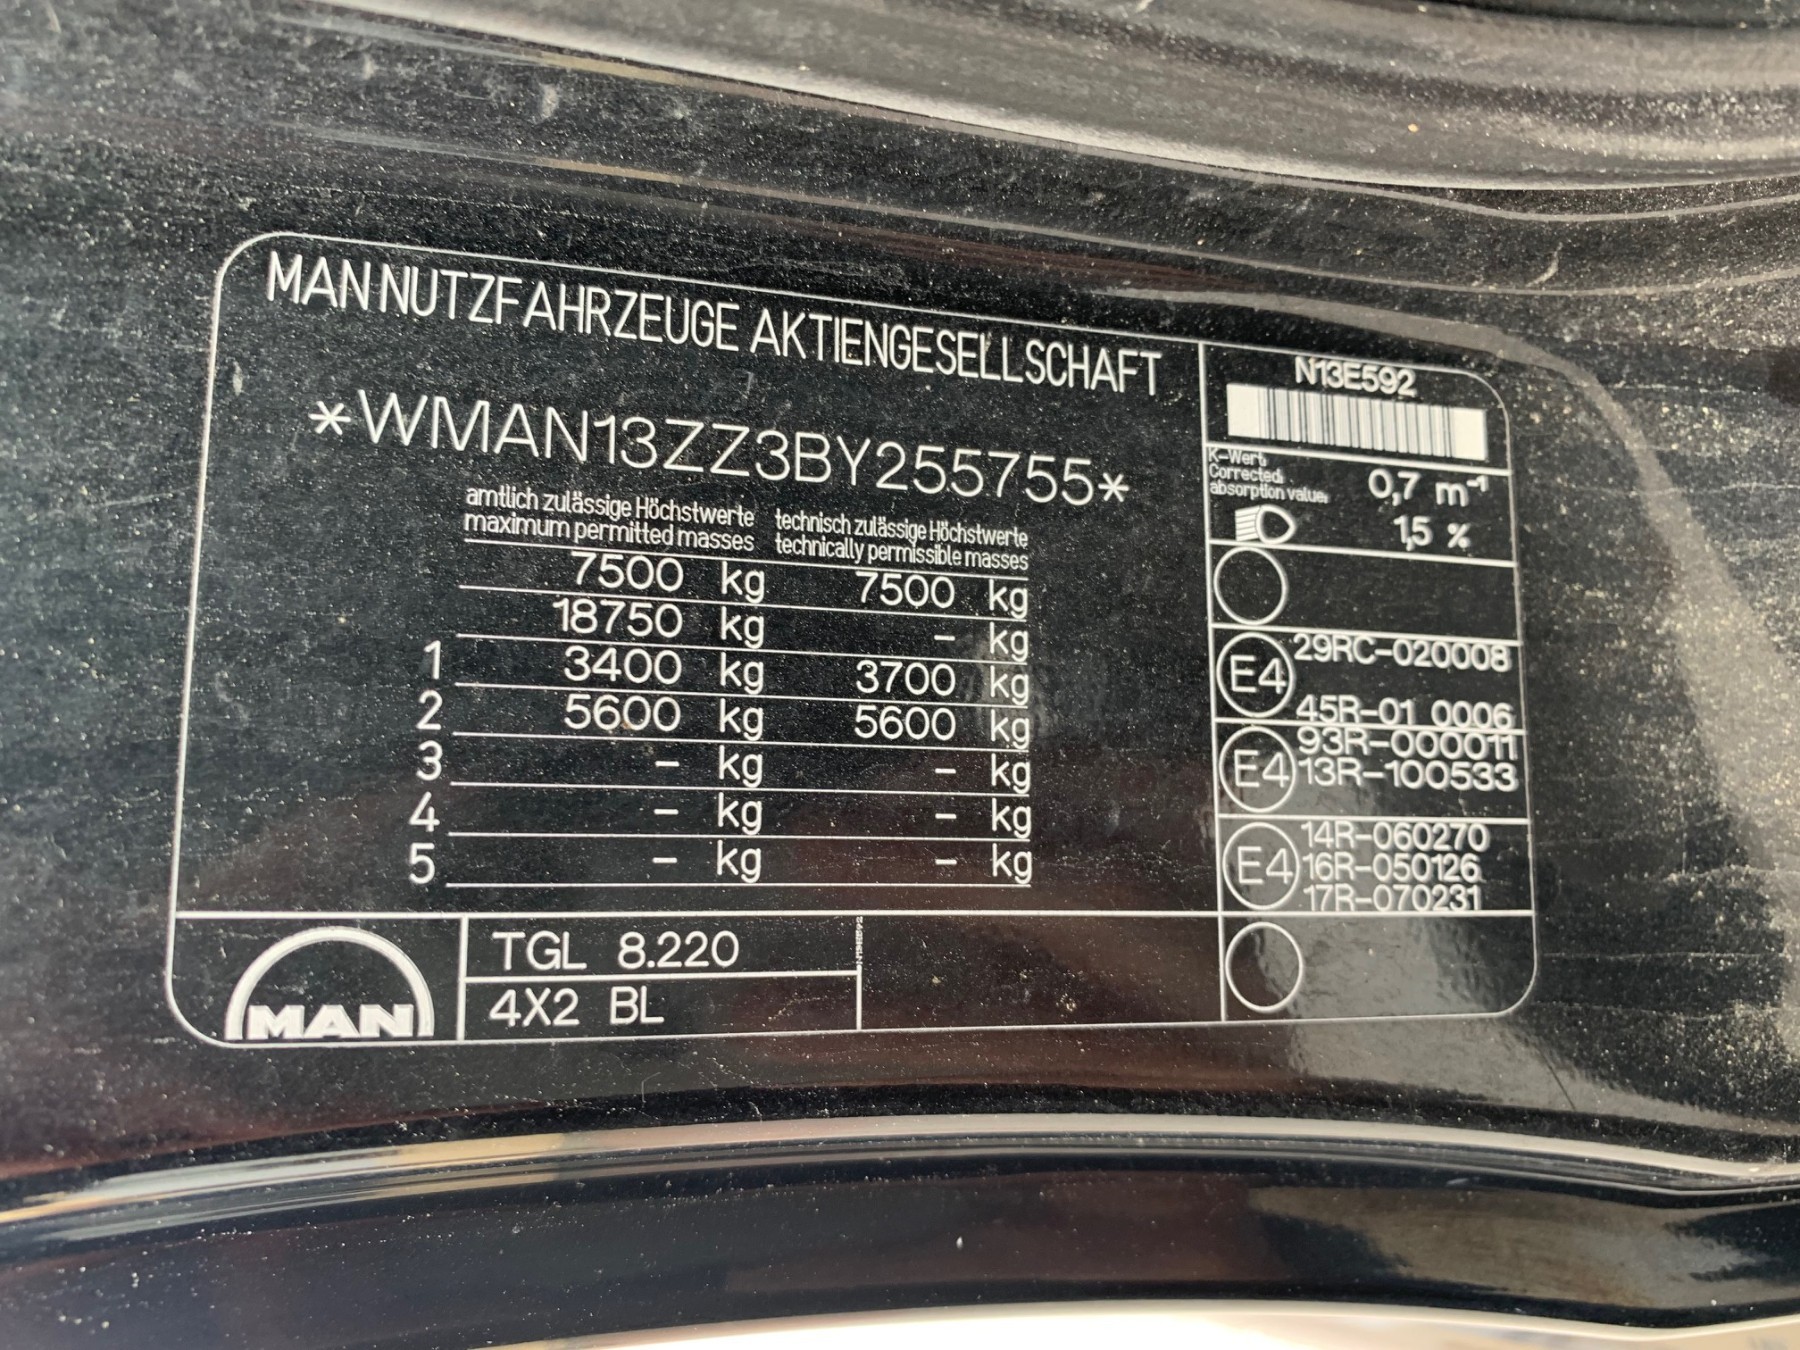 MAN NUTZFAHRZEUGE AKTIENGESELLSCHAFT
*WMAN13ZZ3BY255755*
amtlich zulässige Höchstwerte technisch zulässige Höchstwerte
maximum permitted masses technically permissible masses
7500 kg 7500 kg
18750 kg - kg
1 3400 kg 3700 kg
2 5600 kg 5600 kg
3 - kg - kg
4 - kg - kg
5 - kg - kg
MAN
TGL 8.220
4X2 BL
N13E592
N13E592
K-Wert:
Corrected:
absorption value:
0,7 m⁻¹
1,5 %
E4 29RC-020008
45R-01 0006
E4 93R-000011
13R-100533
E4 14R-060270
16R-050126
17R-070231